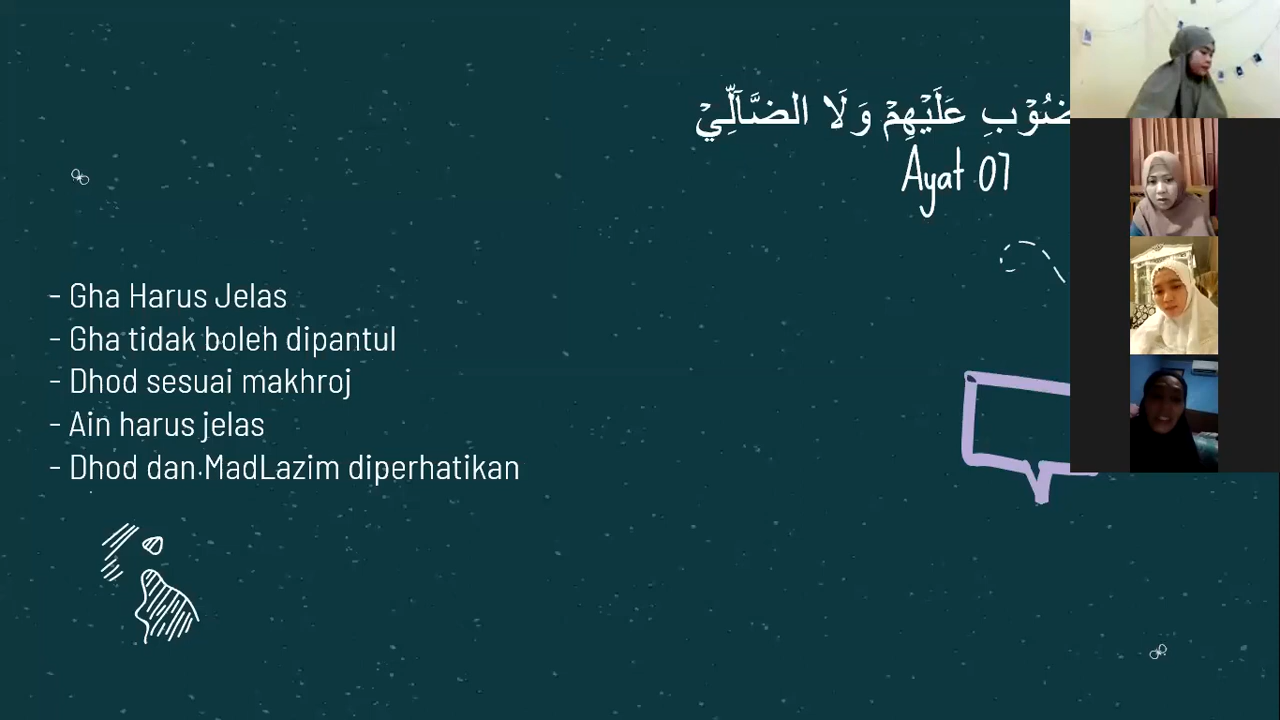 عَلَيْهِمْ وَلَا الضَّآلِّيْ
Ayat 07
- Gha Harus Jelas
- Gha tidak boleh dipantul
- Dhod sesuai makhroj
- Ain harus jelas
- Dhod dan MadLazim diperhatikan